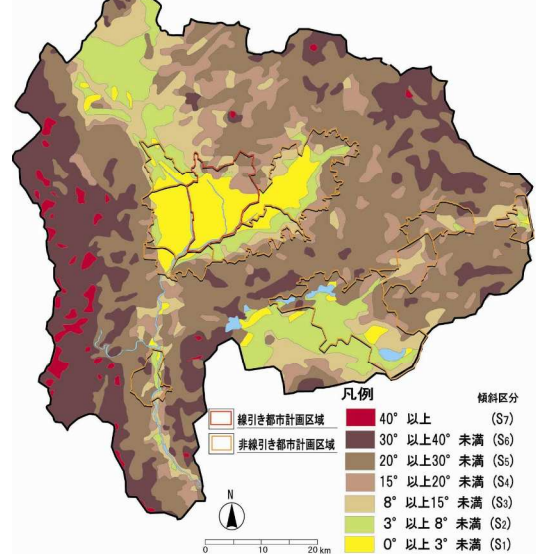 凡例
傾斜区分
線引き都市計画区域
非線引き都市計画区域
40° 以上 (S7)
30° 以上40° 未満 (S6)
20° 以上30° 未満 (S5)
15° 以上20° 未満 (S4)
8° 以上15° 未満 (S3)
3° 以上 8° 未満 (S2)
0° 以上 3° 未満 (S1)
N
0 10 20 km